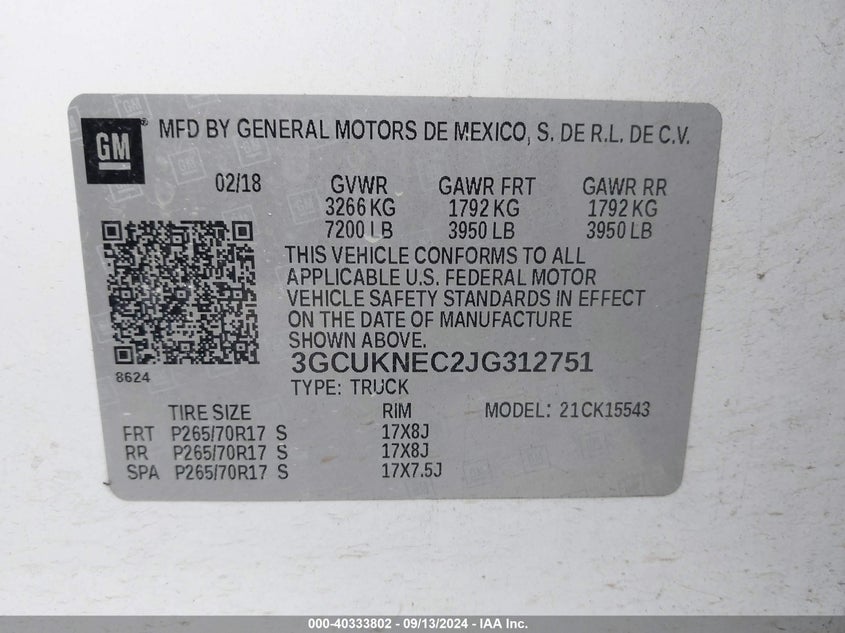 GM ® MFD BY GENERAL MOTORS DE MEXICO, S. DE R.L. DE C.V.
02/18 GVWR GAWR FRT GAWR RR
3266 KG 1792 KG 1792 KG
7200 LB 3950 LB 3950 LB
THIS VEHICLE CONFORMS TO ALL
APPLICABLE U.S. FEDERAL MOTOR
VEHICLE SAFETY STANDARDS IN EFFECT
ON THE DATE OF MANUFACTURE
SHOWN ABOVE.
3GCUKNEC2JG312751
8624
TYPE: TRUCK
TIRE SIZE RIM MODEL: 21CK15543
FRT P265/70R17 S 17X8J
RR P265/70R17 S 17X8J
SPA P265/70R17 S 17X7.5J
000-40333802 - 09/13/2024 - IAA Inc.